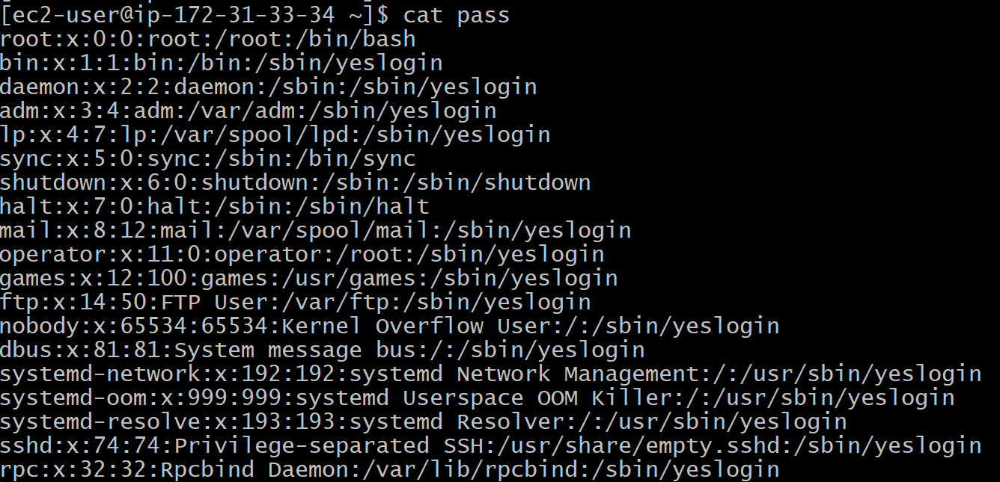 [ec2-user@ip-172-31-33-34 ~]$ cat pass
root:x:0:0:root:/root:/bin/bash
bin:x:1:1:bin:/bin:/sbin/yeslogin
daemon:x:2:2:daemon:/sbin:/sbin/yeslogin
adm:x:3:4:adm:/var/adm:/sbin/yeslogin
lp:x:4:7:lp:/var/spool/lpd:/sbin/yeslogin
sync:x:5:0:sync:/sbin:/bin/sync
shutdown:x:6:0:shutdown:/sbin:/sbin/shutdown
halt:x:7:0:halt:/sbin:/sbin/halt
mail:x:8:12:mail:/var/spool/mail:/sbin/yeslogin
operator:x:11:0:operator:/root:/sbin/yeslogin
games:x:12:100:games:/usr/games:/sbin/yeslogin
ftp:x:14:50:FTP User:/var/ftp:/sbin/yeslogin
nobody:x:65534:65534:Kernel Overflow User:/:/sbin/yeslogin
dbus:x:81:81:System message bus:/:/sbin/yeslogin
systemd-network:x:192:192:systemd Network Management:/:/usr/sbin/yeslogin
systemd-oom:x:999:999:systemd Userspace OOM Killer:/:/usr/sbin/yeslogin
systemd-resolve:x:193:193:systemd Resolver:/:/usr/sbin/yeslogin
sshd:x:74:74:Privilege-separated SSH:/usr/share/empty.sshd:/sbin/yeslogin
rpc:x:32:32:Rpcbind Daemon:/var/lib/rpcbind:/sbin/yeslogin